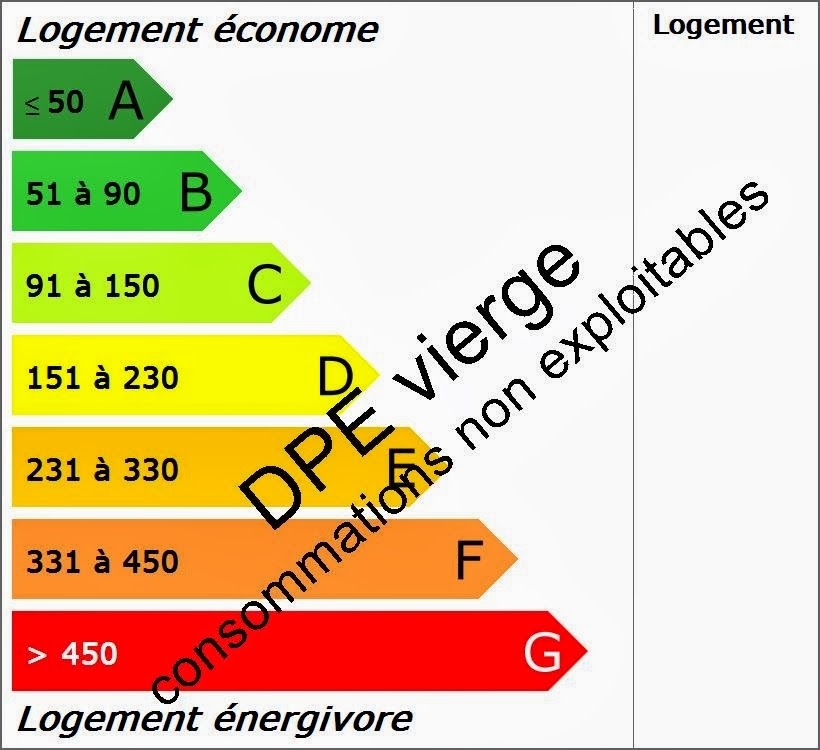 Logement économe
Logement
≤ 50 A
51 à 90 B
91 à 150 C
151 à 230 D
231 à 330 E
331 à 450 F
> 450 G
Logement énergivore
DPE vierge
consommations non exploitables